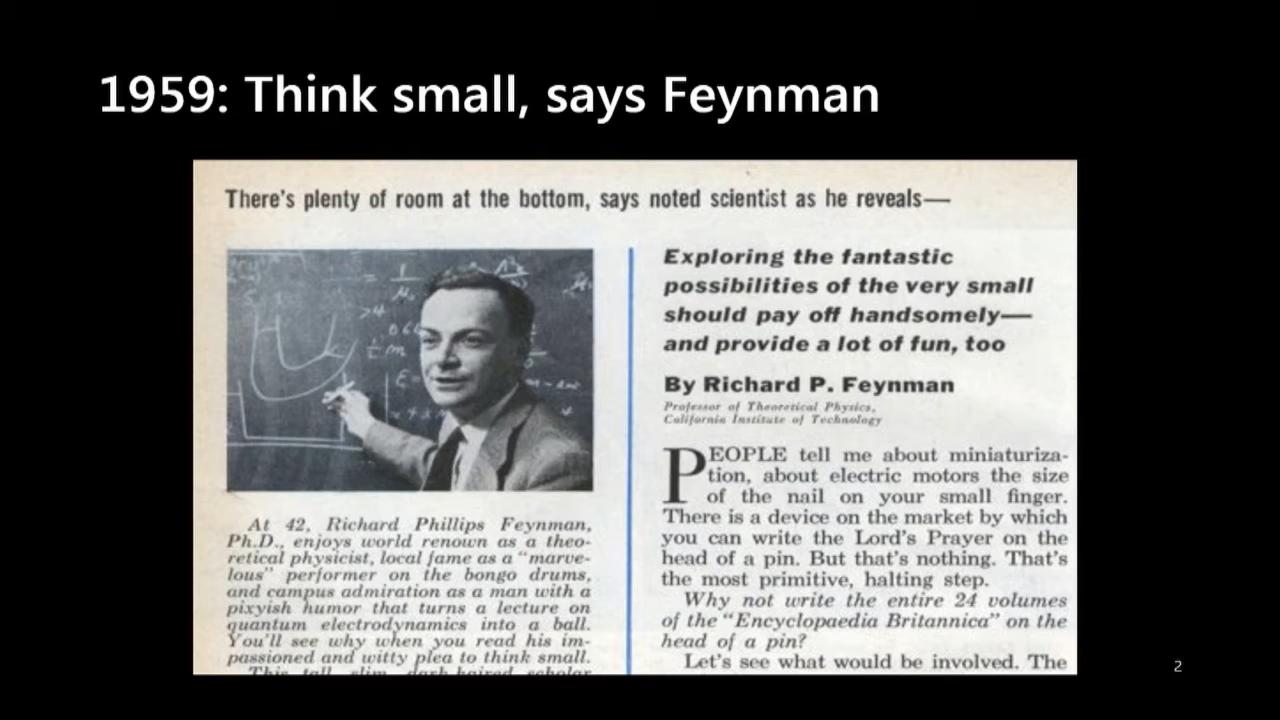 1959: Think small, says Feynman
There's plenty of room at the bottom, says noted scientist as he reveals—
At 42, Richard Phillips Feynman,
Ph.D., enjoys world renown as a theo-
retical physicist, local fame as a "marve-
lous" performer on the bongo drums,
and campus admiration as a man with a
pixyish humor that turns a lecture on
quantum electrodynamics into a ball.
You'll see why when you read his im-
passioned and witty plea to think small.
This tall, slim, dark-haired scholar
Exploring the fantastic
possibilities of the very small
should pay off handsomely—
and provide a lot of fun, too
By Richard P. Feynman
Professor of Theoretical Physics,
California Institute of Technology
PEOPLE tell me about miniaturiza-
tion, about electric motors the size
of the nail on your small finger.
There is a device on the market by which
you can write the Lord's Prayer on the
head of a pin. But that's nothing. That's
the most primitive, halting step.
Why not write the entire 24 volumes
of the "Encyclopaedia Britannica" on the
head of a pin?
Let's see what would be involved. The
2